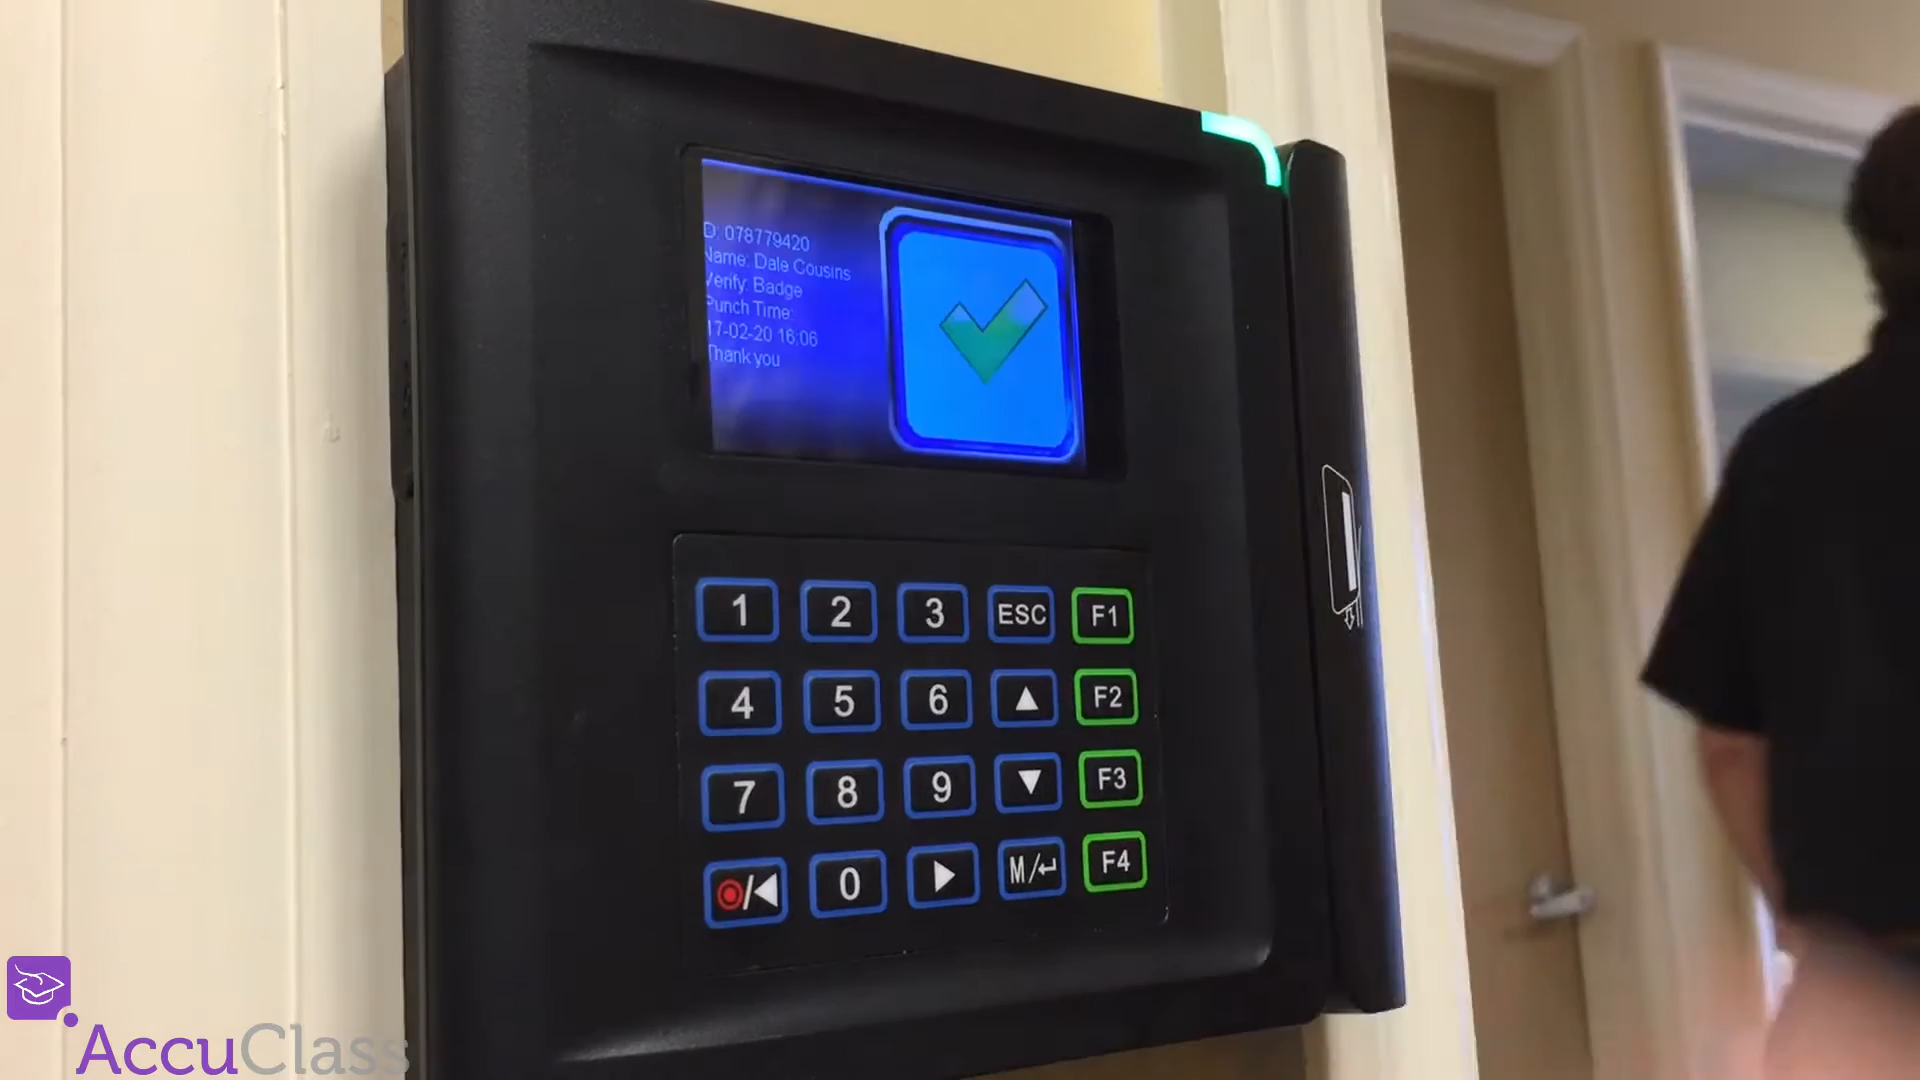 D: 078779420
Name: Dale Cousins
Verify: Badge
Punch Time:
17-02-20 16:06
Thank you
1 2 3 ESC F1
4 5 6 ▲ F2
7 8 9 ▼ F3
/◀ 0 ▶ M/↵ F4
AccuClass